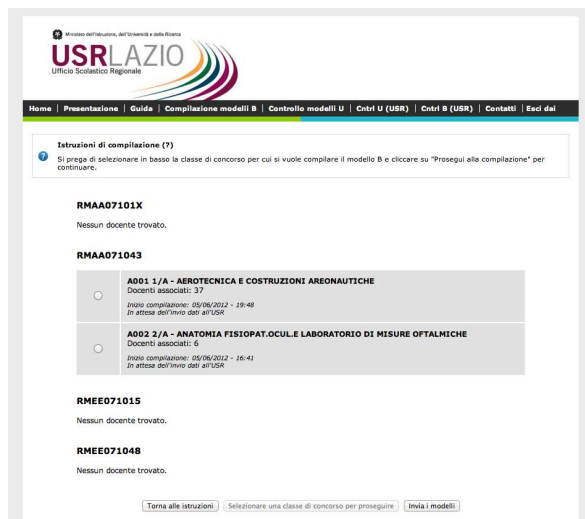 Ministero dell'Istruzione, dell'Università e della Ricerca
USRLAZIO
Ufficio Scolastico Regionale
Home | Presentazione | Guida | Compilazione modelli B | Controllo modelli U | Cntrl U (USR) | Cntrl B (USR) | Contatti | Esci dai
Istruzioni di compilazione (?)
Si prega di selezionare in basso la classe di concorso per cui si vuole compilare il modello B e cliccare su "Prosegui alla compilazione" per
continuare.
RMAA07101X
Nessun docente trovato.
RMAA071043
A001 1/A - AEROTECNICA E COSTRUZIONI AREONAUTICHE
Docenti associati: 37
Inizio compilazione: 05/06/2012 - 19:48
In attesa dell'invio dati all'USR
A002 2/A - ANATOMIA FISIOPAT.OCUL.E LABORATORIO DI MISURE OFTALMICHE
Docenti associati: 6
Inizio compilazione: 05/06/2012 - 16:41
In attesa dell'invio dati all'USR
RMEE071015
Nessun docente trovato.
RMEE071048
Nessun docente trovato.
Torna alle istruzioni Selezionare una classe di concorso per proseguire Invia i modelli